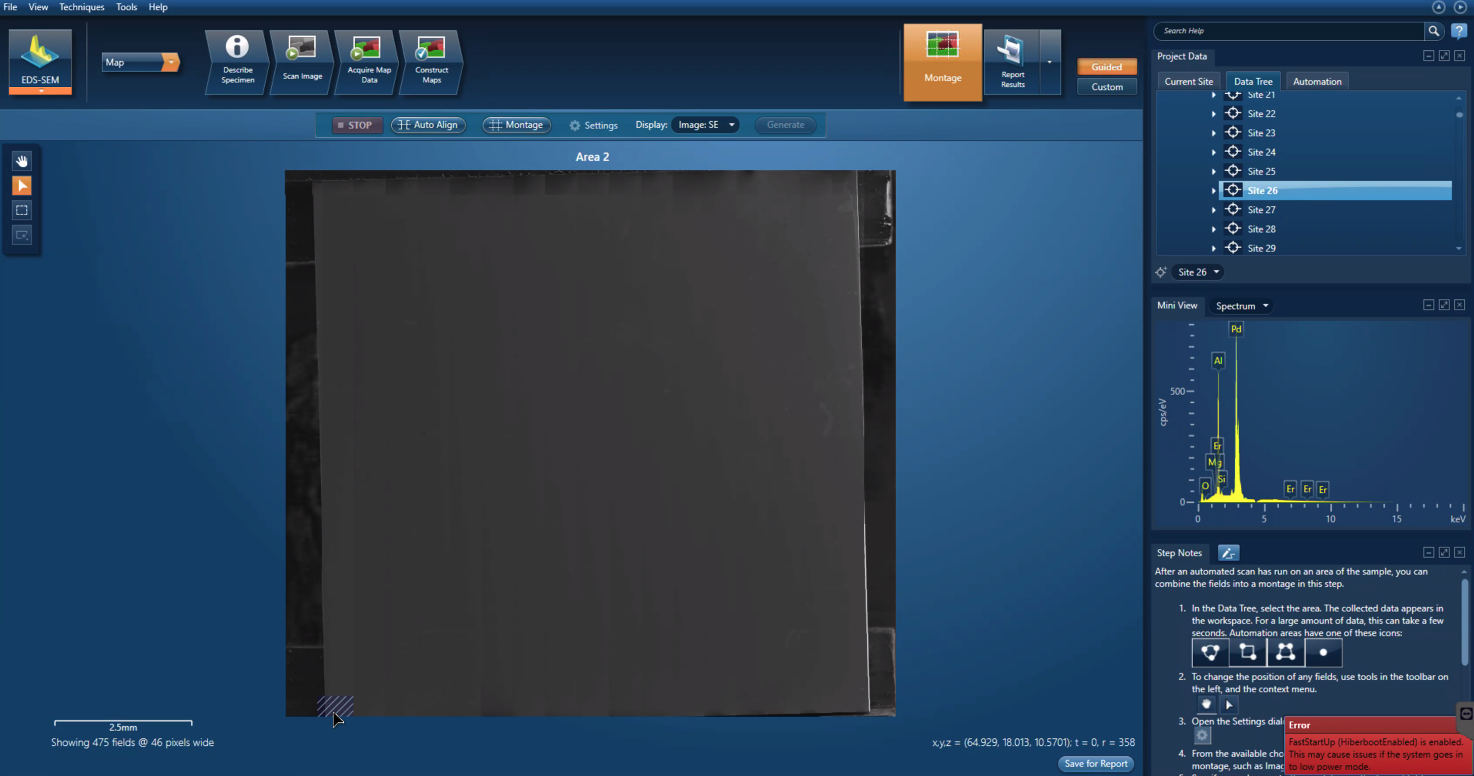 File View Techniques Tools Help
EDS-SEM
Map
Describe Specimen
Scan Image
Acquire Map Data
Construct Maps
Montage
Report Results
Guided
Custom
STOP
Auto Align
Montage
Settings
Display: Image: SE
Generate
Area 2
2.5mm
Showing 475 fields @ 46 pixels wide
x,y,z = (64.929, 18.013, 10.5701); t = 0, r = 358
Save for Report
Search Help
?
Project Data
Current Site Data Tree Automation
Site 21
Site 22
Site 23
Site 24
Site 25
Site 26
Site 27
Site 28
Site 29
Site 26
Mini View Spectrum
Pd
Al
Er
Mg
Si
O
Er Er Er
500
0
cps/eV
0 5 10 15 keV
Step Notes
After an automated scan has run on an area of the sample, you can
combine the fields into a montage in this step.
1. In the Data Tree, select the area. The collected data appears in
the workspace. For a large amount of data, this can take a few
seconds. Automation areas have one of these icons:
2. To change the position of any fields, use tools in the toolbar on
the left, and the context menu.
3. Open the Settings
4. From the available
montage, such as
Error
FastStartUp (HiberbootEnabled) is enabled.
This may cause issues if the system goes in
to low power mode.